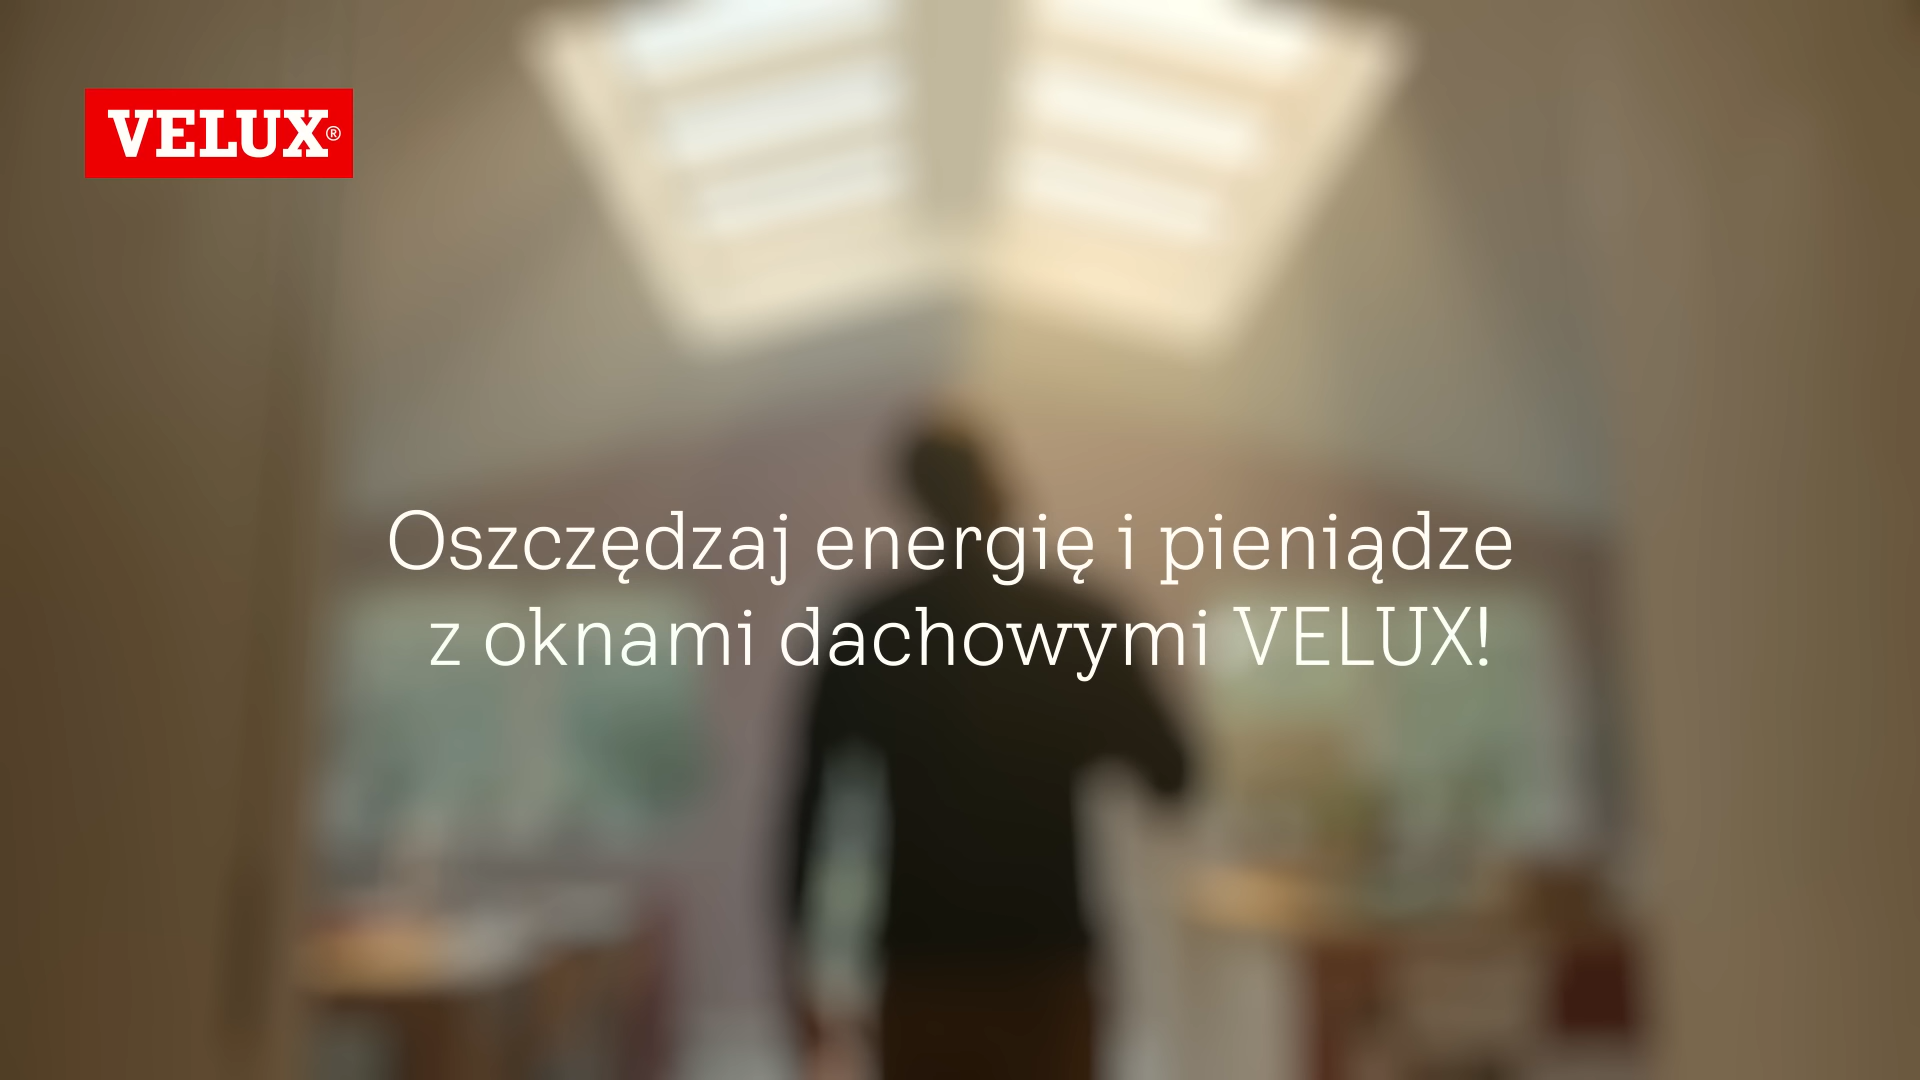 VELUX®
Oszczędzaj energię i pieniądze
z oknami dachowymi VELUX!